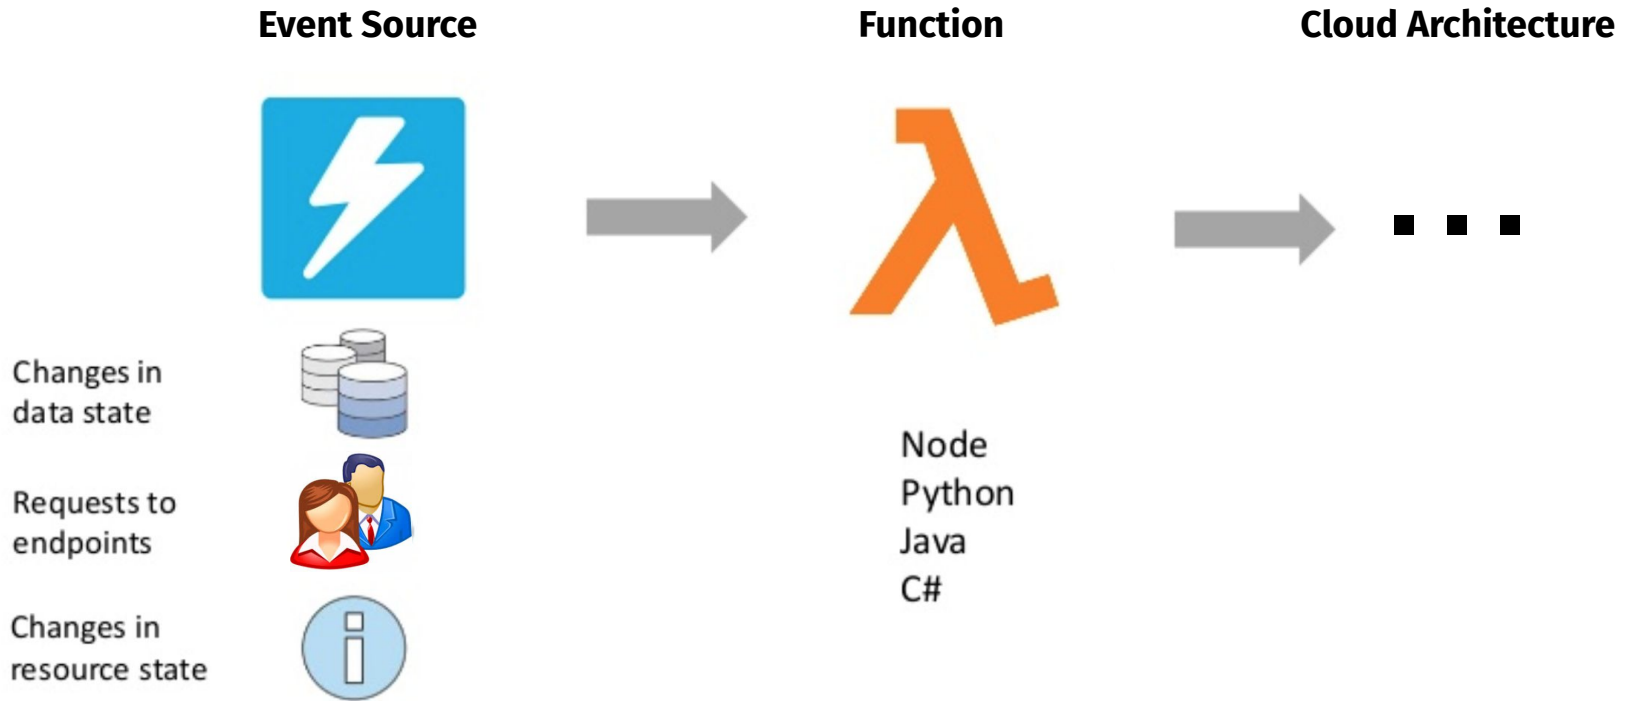 Event Source
Function
Cloud Architecture
Changes in
data state
Requests to
endpoints
Changes in
resource state
Node
Python
Java
C#